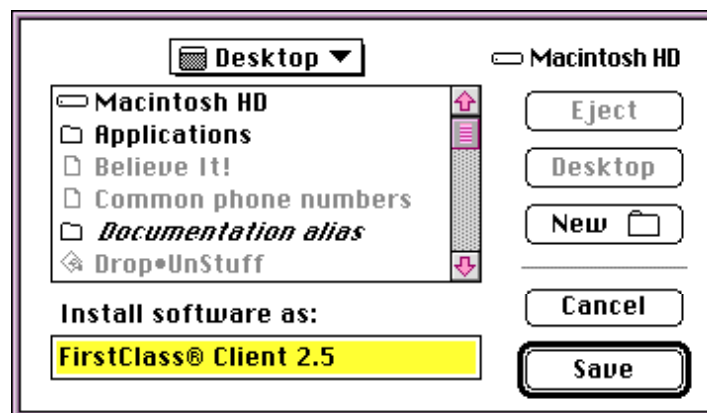 Desktop
Macintosh HD
Macintosh HD
Applications
Believe It!
Common phone numbers
Documentation alias
Drop•UnStuff
Eject
Desktop
New
Install software as:
FirstClass® Client 2.5
Cancel
Save